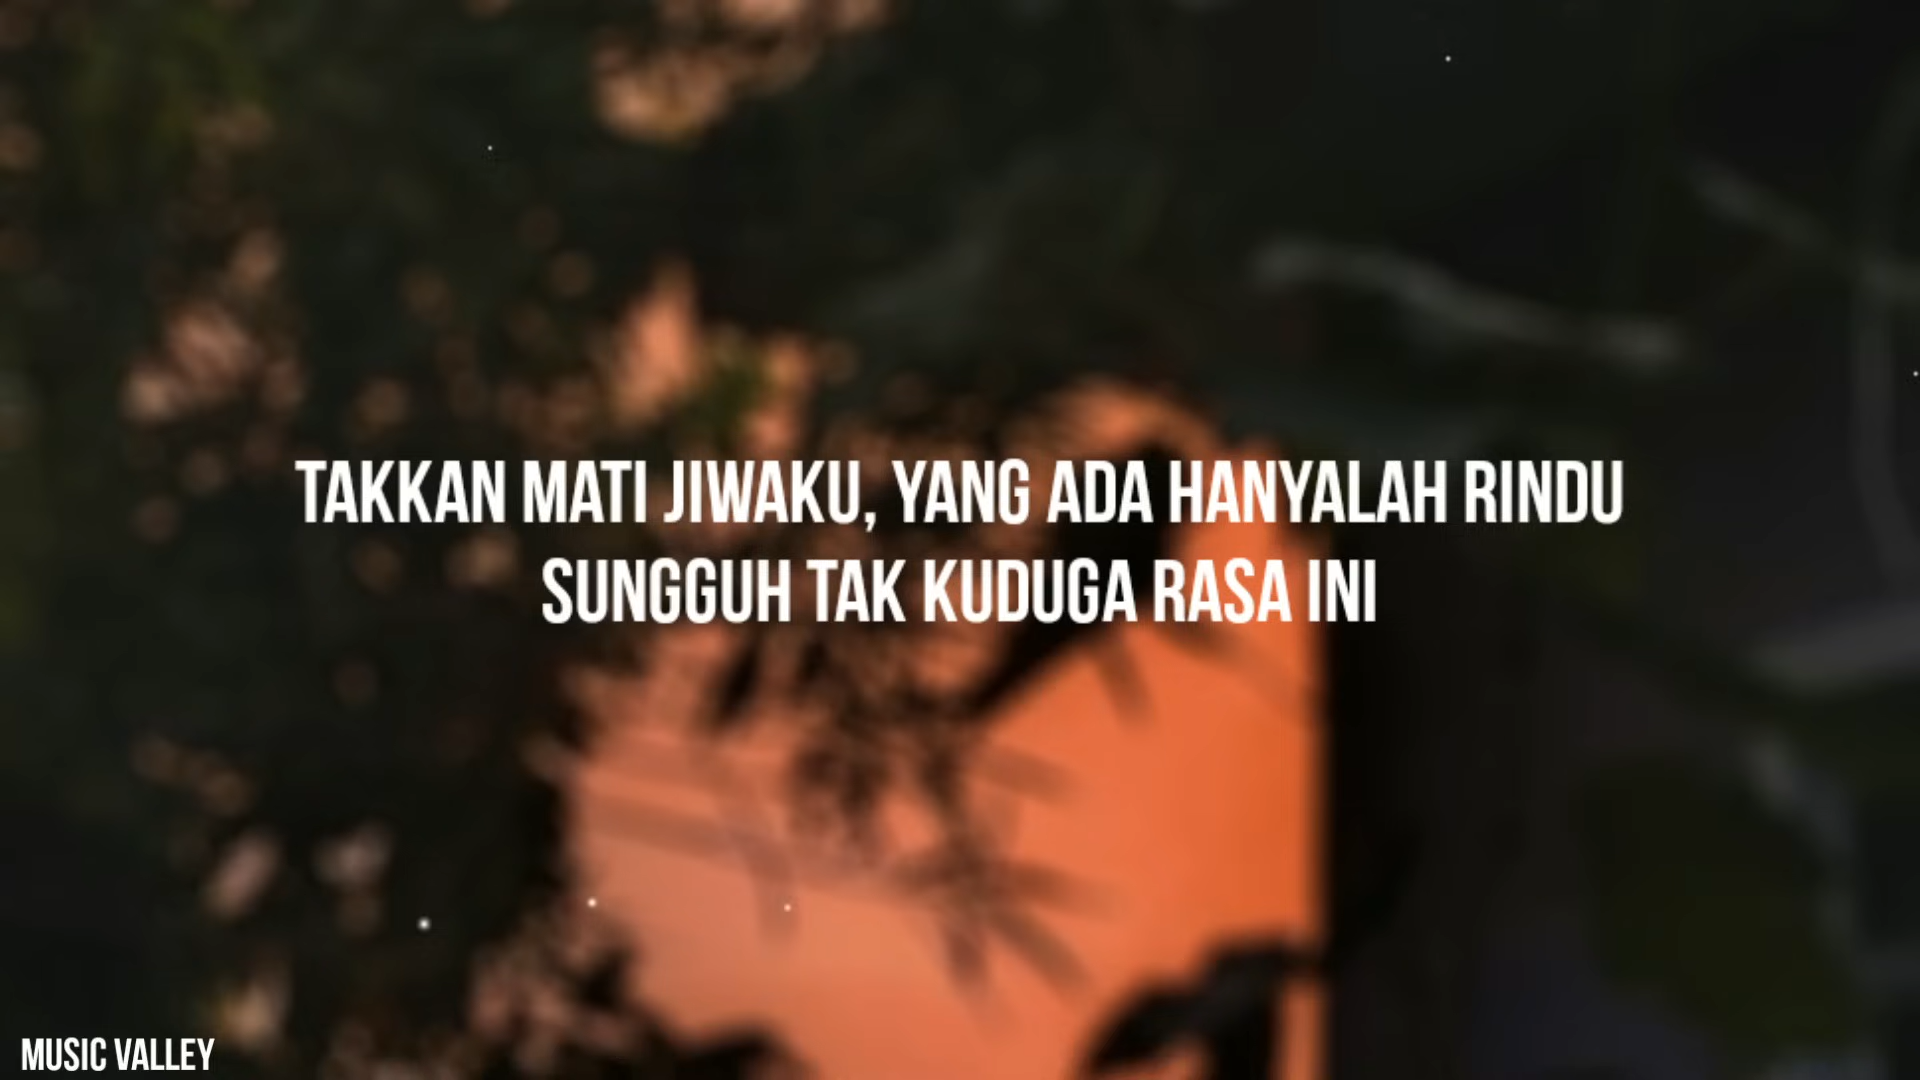 TAKKAN MATI JIWAKU, YANG ADA HANYALAH RINDU
SUNGGUH TAK KUDUGA RASA INI
MUSIC VALLEY